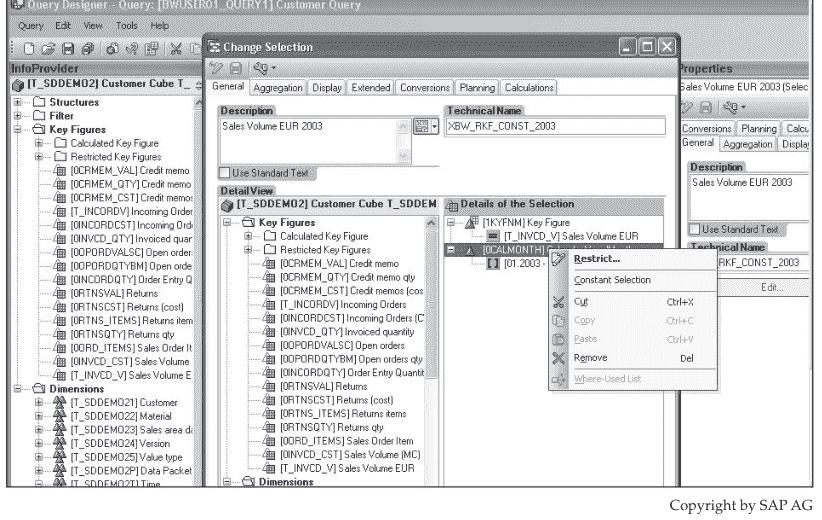 Query Designer - Query: [BWUSER01_QUERY1] Customer Query
Query Edit View Tools Help
InfoProvider
[T_SDDEMO2] Customer Cube T_
Structures
Filter
Key Figures
Calculated Key Figure
Restricted Key Figures
[0CRMEM_VAL] Credit memo
[0CRMEM_QTY] Credit memo
[0CRMEM_CST] Credit memos
[T_INCORDV] Incoming Order
[0INCORDCST] Incoming Ord
[0INVCD_QTY] Invoiced quar
[0OPORDVALSC] Open order
[0OPORDQTYBM] Open orde
[0INCORDQTY] Order Entry Q
[0RTNSVAL] Returns
[0RTNSCST] Returns (cost)
[0RTNS_ITEMS] Returns item
[0RTNSQTY] Returns qty
[0ORD_ITEMS] Sales Order It
[0INVCD_CST] Sales Volume
[T_INVCD_V] Sales Volume E
Dimensions
[T_SDDEMO21] Customer
[T_SDDEMO22] Material
[T_SDDEMO23] Sales area da
[T_SDDEMO24] Version
[T_SDDEMO25] Value type
[T_SDDEMO2P] Data Packet
[T_SDDEMO2T] Time
Change Selection
General Aggregation Display Extended Conversions Planning Calculations
Description
Sales Volume EUR 2003
Technical Name
XBW_RKF_CONST_2003
Use Standard Text
Detail View
[T_SDDEMO2] Customer Cube T_SDDEM
Key Figures
Calculated Key Figure
Restricted Key Figures
[0CRMEM_VAL] Credit memo
[0CRMEM_QTY] Credit memo qty
[0CRMEM_CST] Credit memos (cos
[T_INCORDV] Incoming Orders
[0INCORDCST] Incoming Orders (C
[0INVCD_QTY] Invoiced quantity
[0OPORDVALSC] Open orders
[0OPORDQTYBM] Open orders qty
[0INCORDQTY] Order Entry Quantit
[0RTNSVAL] Returns
[0RTNSCST] Returns (cost)
[0RTNS_ITEMS] Returns items
[0RTNSQTY] Returns qty
[0ORD_ITEMS] Sales Order Item
[0INVCD_CST] Sales Volume (MC)
[T_INVCD_V] Sales Volume EUR
Dimensions
Details of the Selection
[1KYFNM] Key Figure
[T_INVCD_V] Sales Volume EUR
[0CALMONTH]
[01.2003 -
Restrict...
Constant Selection
Cut Ctrl+X
Copy Ctrl+C
Paste Ctrl+V
Remove Del
Where-Used List
Properties
Sales Volume EUR 2003 (Selec
Conversions Planning Calcu
General Aggregation Display
Description
Sales Volume EUR 2003
Use Standard Text
Technical Name
RKF_CONST_2003
Edit...
Copyright by SAP AG